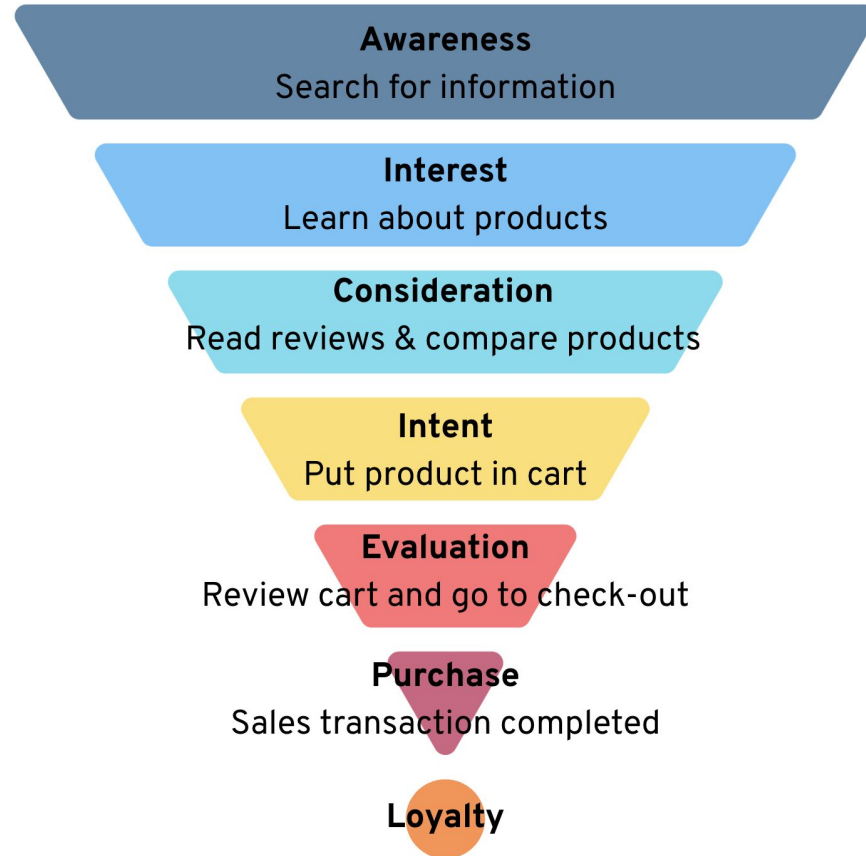 Awareness
Search for information
Interest
Learn about products
Consideration
Read reviews & compare products
Intent
Put product in cart
Evaluation
Review cart and go to check-out
Purchase
Sales transaction completed
Loyalty